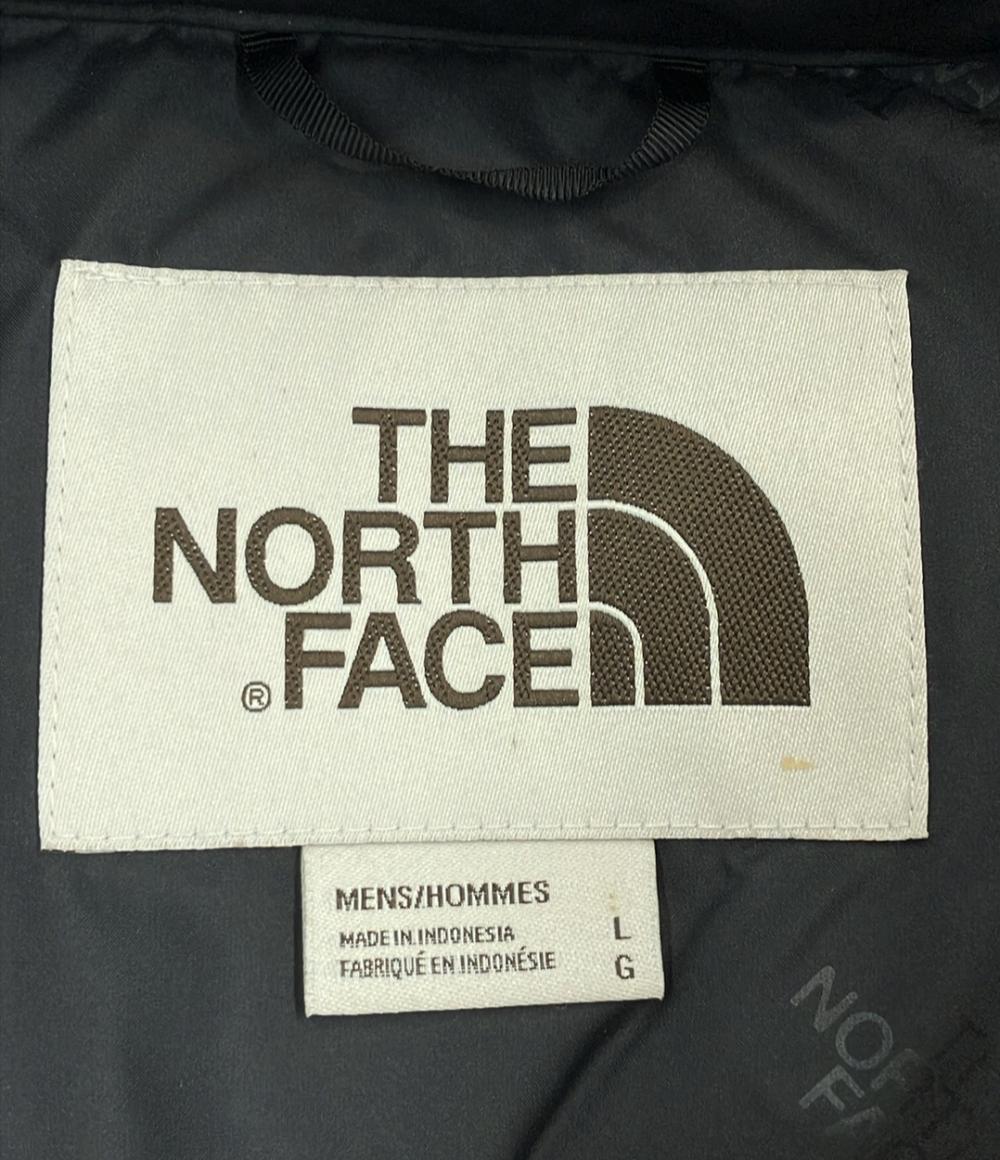 THE
NORTH
FACE
®
MENS/HOMMES
MADE IN INDONESIA
FABRIQUÉ EN INDONÉSIE
L
G